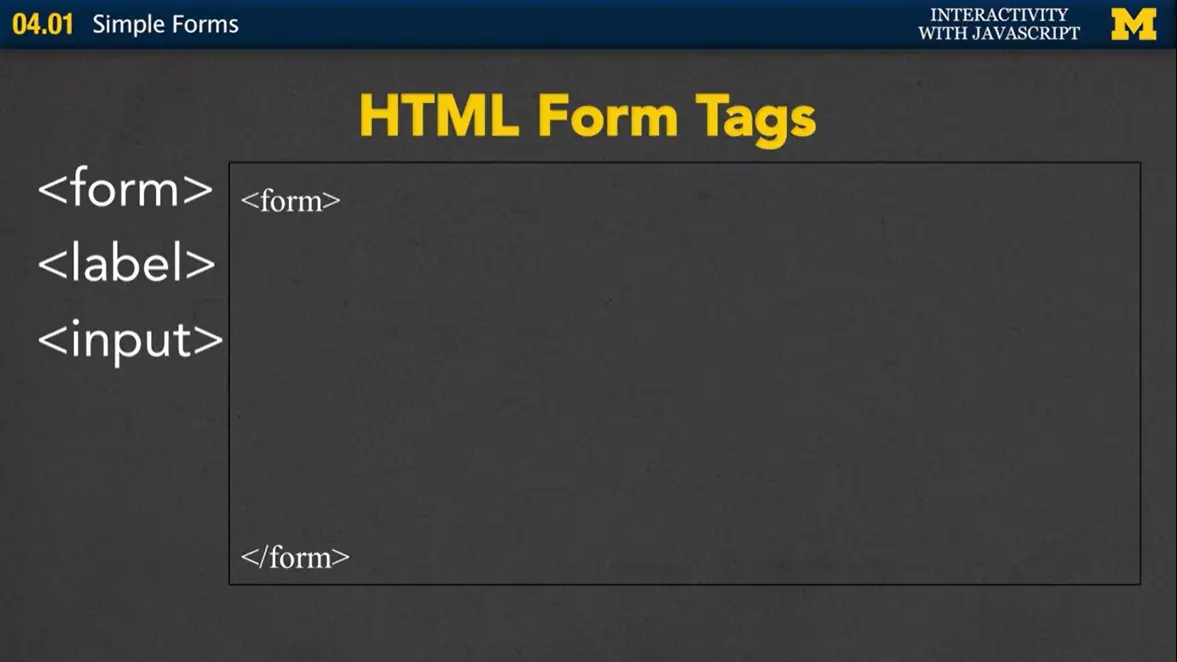 04.01 Simple Forms
INTERACTIVITY
WITH JAVASCRIPT
M
HTML Form Tags
<form>
<label>
<input>
<form>
</form>